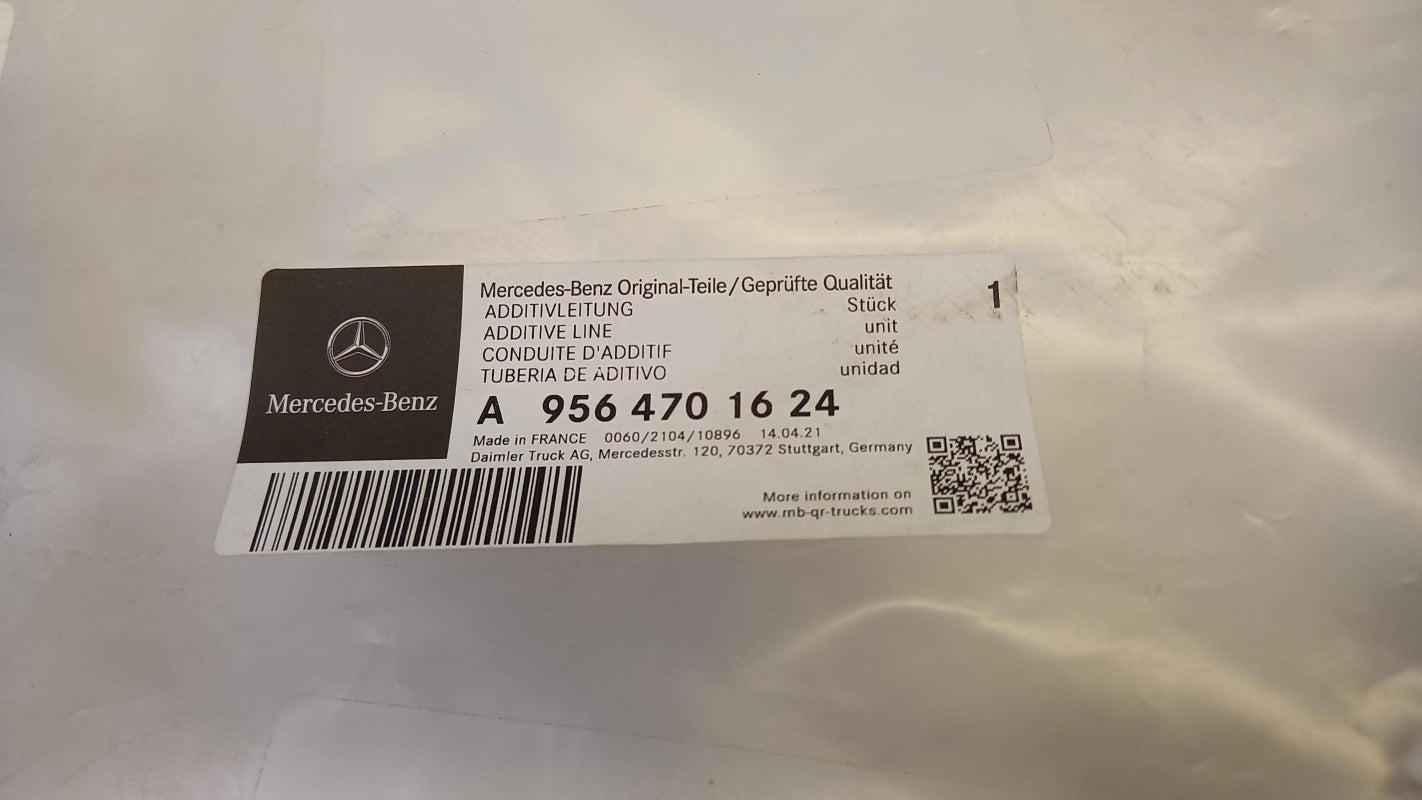 Mercedes-Benz
Mercedes-Benz Original-Teile/Geprüfte Qualität
1
ADDITIVLEITUNG Stück
ADDITIVE LINE unit
CONDUITE D'ADDITIF unité
TUBERIA DE ADITIVO unidad
A 956 470 16 24
Made in FRANCE 0060/2104/10896 14.04.21
Daimler Truck AG, Mercedesstr. 120, 70372 Stuttgart, Germany
More information on
www.mb-qr-trucks.com